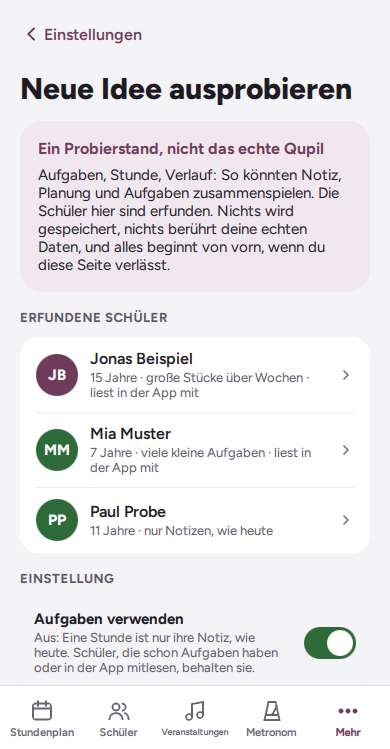 Einstellungen
Neue Idee ausprobieren
Ein Probierstand, nicht das echte Qupil
Aufgaben, Stunde, Verlauf: So könnten Notiz,
Planung und Aufgaben zusammenspielen. Die
Schüler hier sind erfunden. Nichts wird
gespeichert, nichts berührt deine echten
Daten, und alles beginnt von vorn, wenn du
diese Seite verlässt.
ERFUNDENE SCHÜLER
JB
Jonas Beispiel
15 Jahre · große Stücke über Wochen ·
liest in der App mit
MM
Mia Muster
7 Jahre · viele kleine Aufgaben · liest in
der App mit
PP
Paul Probe
11 Jahre · nur Notizen, wie heute
EINSTELLUNG
Aufgaben verwenden
Aus: Eine Stunde ist nur ihre Notiz, wie
heute. Schüler, die schon Aufgaben haben
oder in der App mitlesen, behalten sie.
Stundenplan
Schüler
Veranstaltungen
Metronom
Mehr